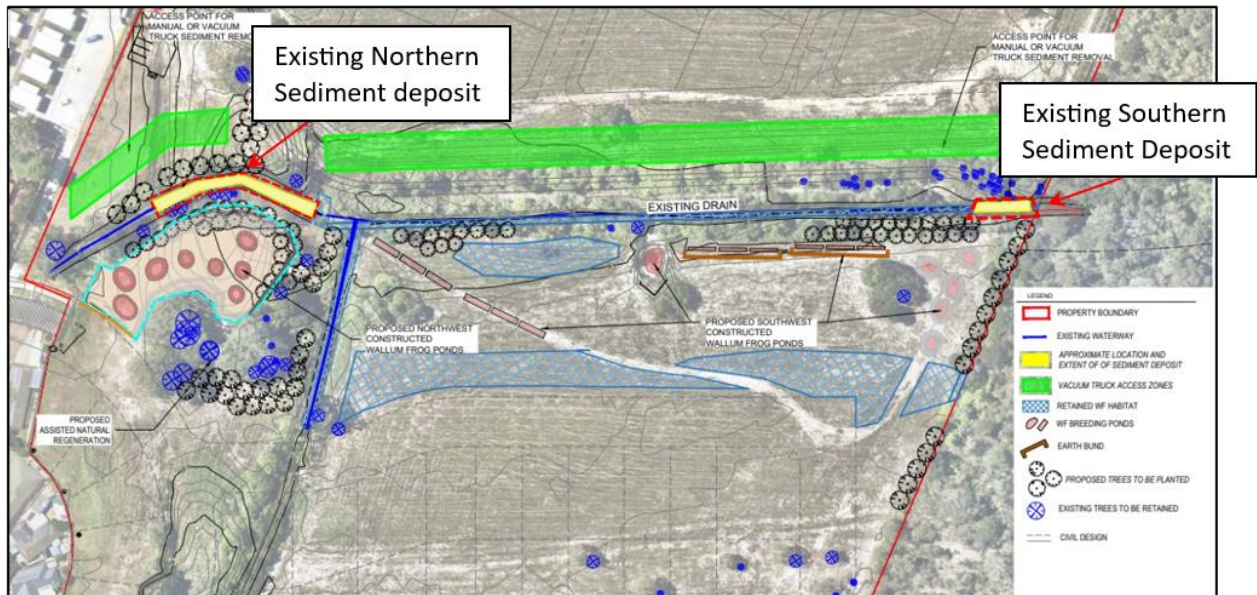 ACCESS POINT FOR
MANUAL OR VACUUM
TRUCK SEDIMENT REMO
Existing Northern
Sediment deposit
ACCESS POINT FOR
MANUAL OR VACUUM
TRUCK SEDIMENT REMOVAL
Existing Southern
Sediment Deposit
EXISTING DRAIN
PROPOSED NORTHWEST
CONSTRUCTED
WALLUM FROG PONDS
PROPOSED SOUTHWEST
CONSTRUCTED
WALLUM FROG PONDS
PROPOSED
ASSISTED NATURAL
REGENERATION
LEGEND
PROPERTY BOUNDARY
EXISTING WATERWAY
APPROXIMATE LOCATION AND
EXTENT OF OF SEDIMENT DEPOSIT
VACUUM TRUCK ACCESS ZONES
RETAINED WF HABITAT
WF BREEDING PONDS
EARTH BUND
PROPOSED TREES TO BE PLANTED
EXISTING TREES TO BE RETAINED
CIVIL DESIGN